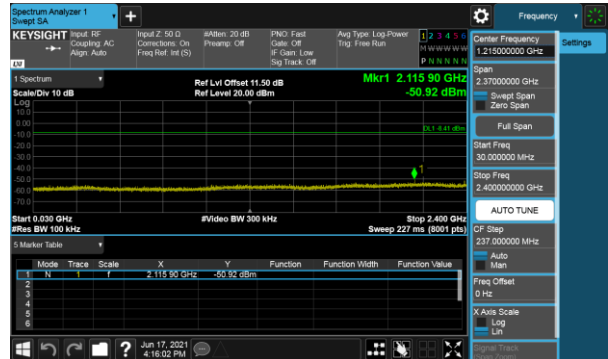 Spectrum Analyzer 1
Swept SA
+
Frequency
KEYSIGHT
Input: RF
Coupling: AC
Align: Auto
Input Z: 50 Ω
Corrections: On
Freq Ref: Int (S)
#Atten: 20 dB
Preamp: Off
PNO: Fast
Gate: Off
IF Gain: Low
Sig Track: Off
Avg Type: Log-Power
Trig: Free Run
1 2 3 4 5 6
M W W W W W
P N N N N N
LXI
1 Spectrum
Scale/Div 10 dB
Ref Lvl Offset 11.50 dB
Ref Level 20.00 dBm
Mkr1 2.115 90 GHz
-50.92 dBm
Log
10.0
0.00
-10.0
-20.0
-30.0
-40.0
-50.0
-60.0
-70.0
1
Start 0.030 GHz
#Res BW 100 kHz
#Video BW 300 kHz
Stop 2.400 GHz
Sweep 227 ms (8001 pts)
5 Marker Table
Mode Trace Scale X Y Function Function Width Function Value
1 N 1 f 2.115 90 GHz -50.92 dBm
2
3
4
5
6
Jun 17, 2021
4:16:02 PM
Center Frequency
1.215000000 GHz
Settings
Span
2.37000000 GHz
Swept Span
Zero Span
Full Span
Start Freq
30.000000 MHz
Stop Freq
2.400000000 GHz
AUTO TUNE
CF Step
237.000000 MHz
Auto
Man
Freq Offset
0 Hz
X Axis Scale
Log
Lin
Signal Track